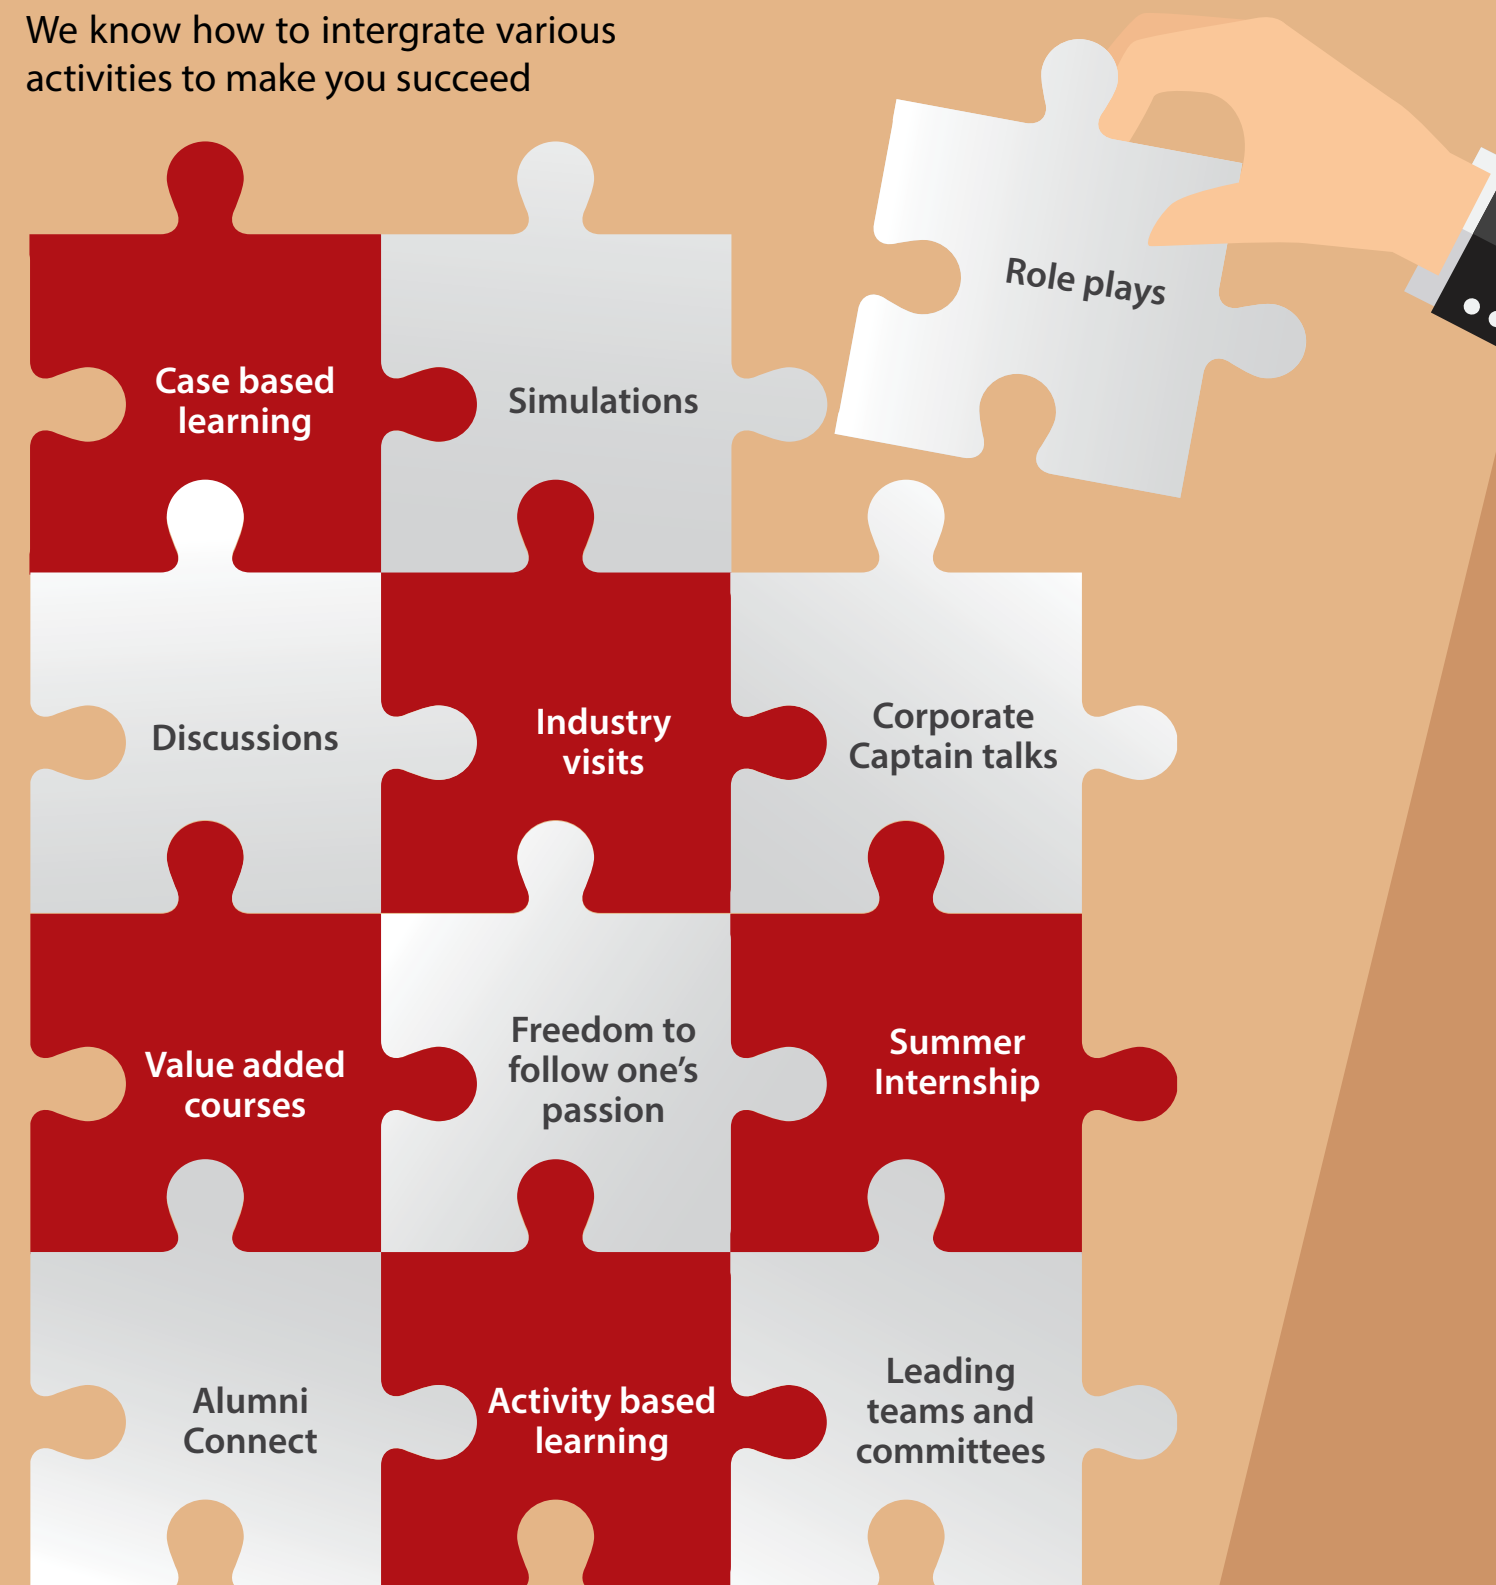 We know how to intergrate various
activities to make you succeed
Role plays
Case based
learning
Simulations
Discussions
Industry
visits
Corporate
Captain talks
Value added
courses
Freedom to
follow one’s
passion
Summer
Internship
Alumni
Connect
Activity based
learning
Leading
teams and
committees